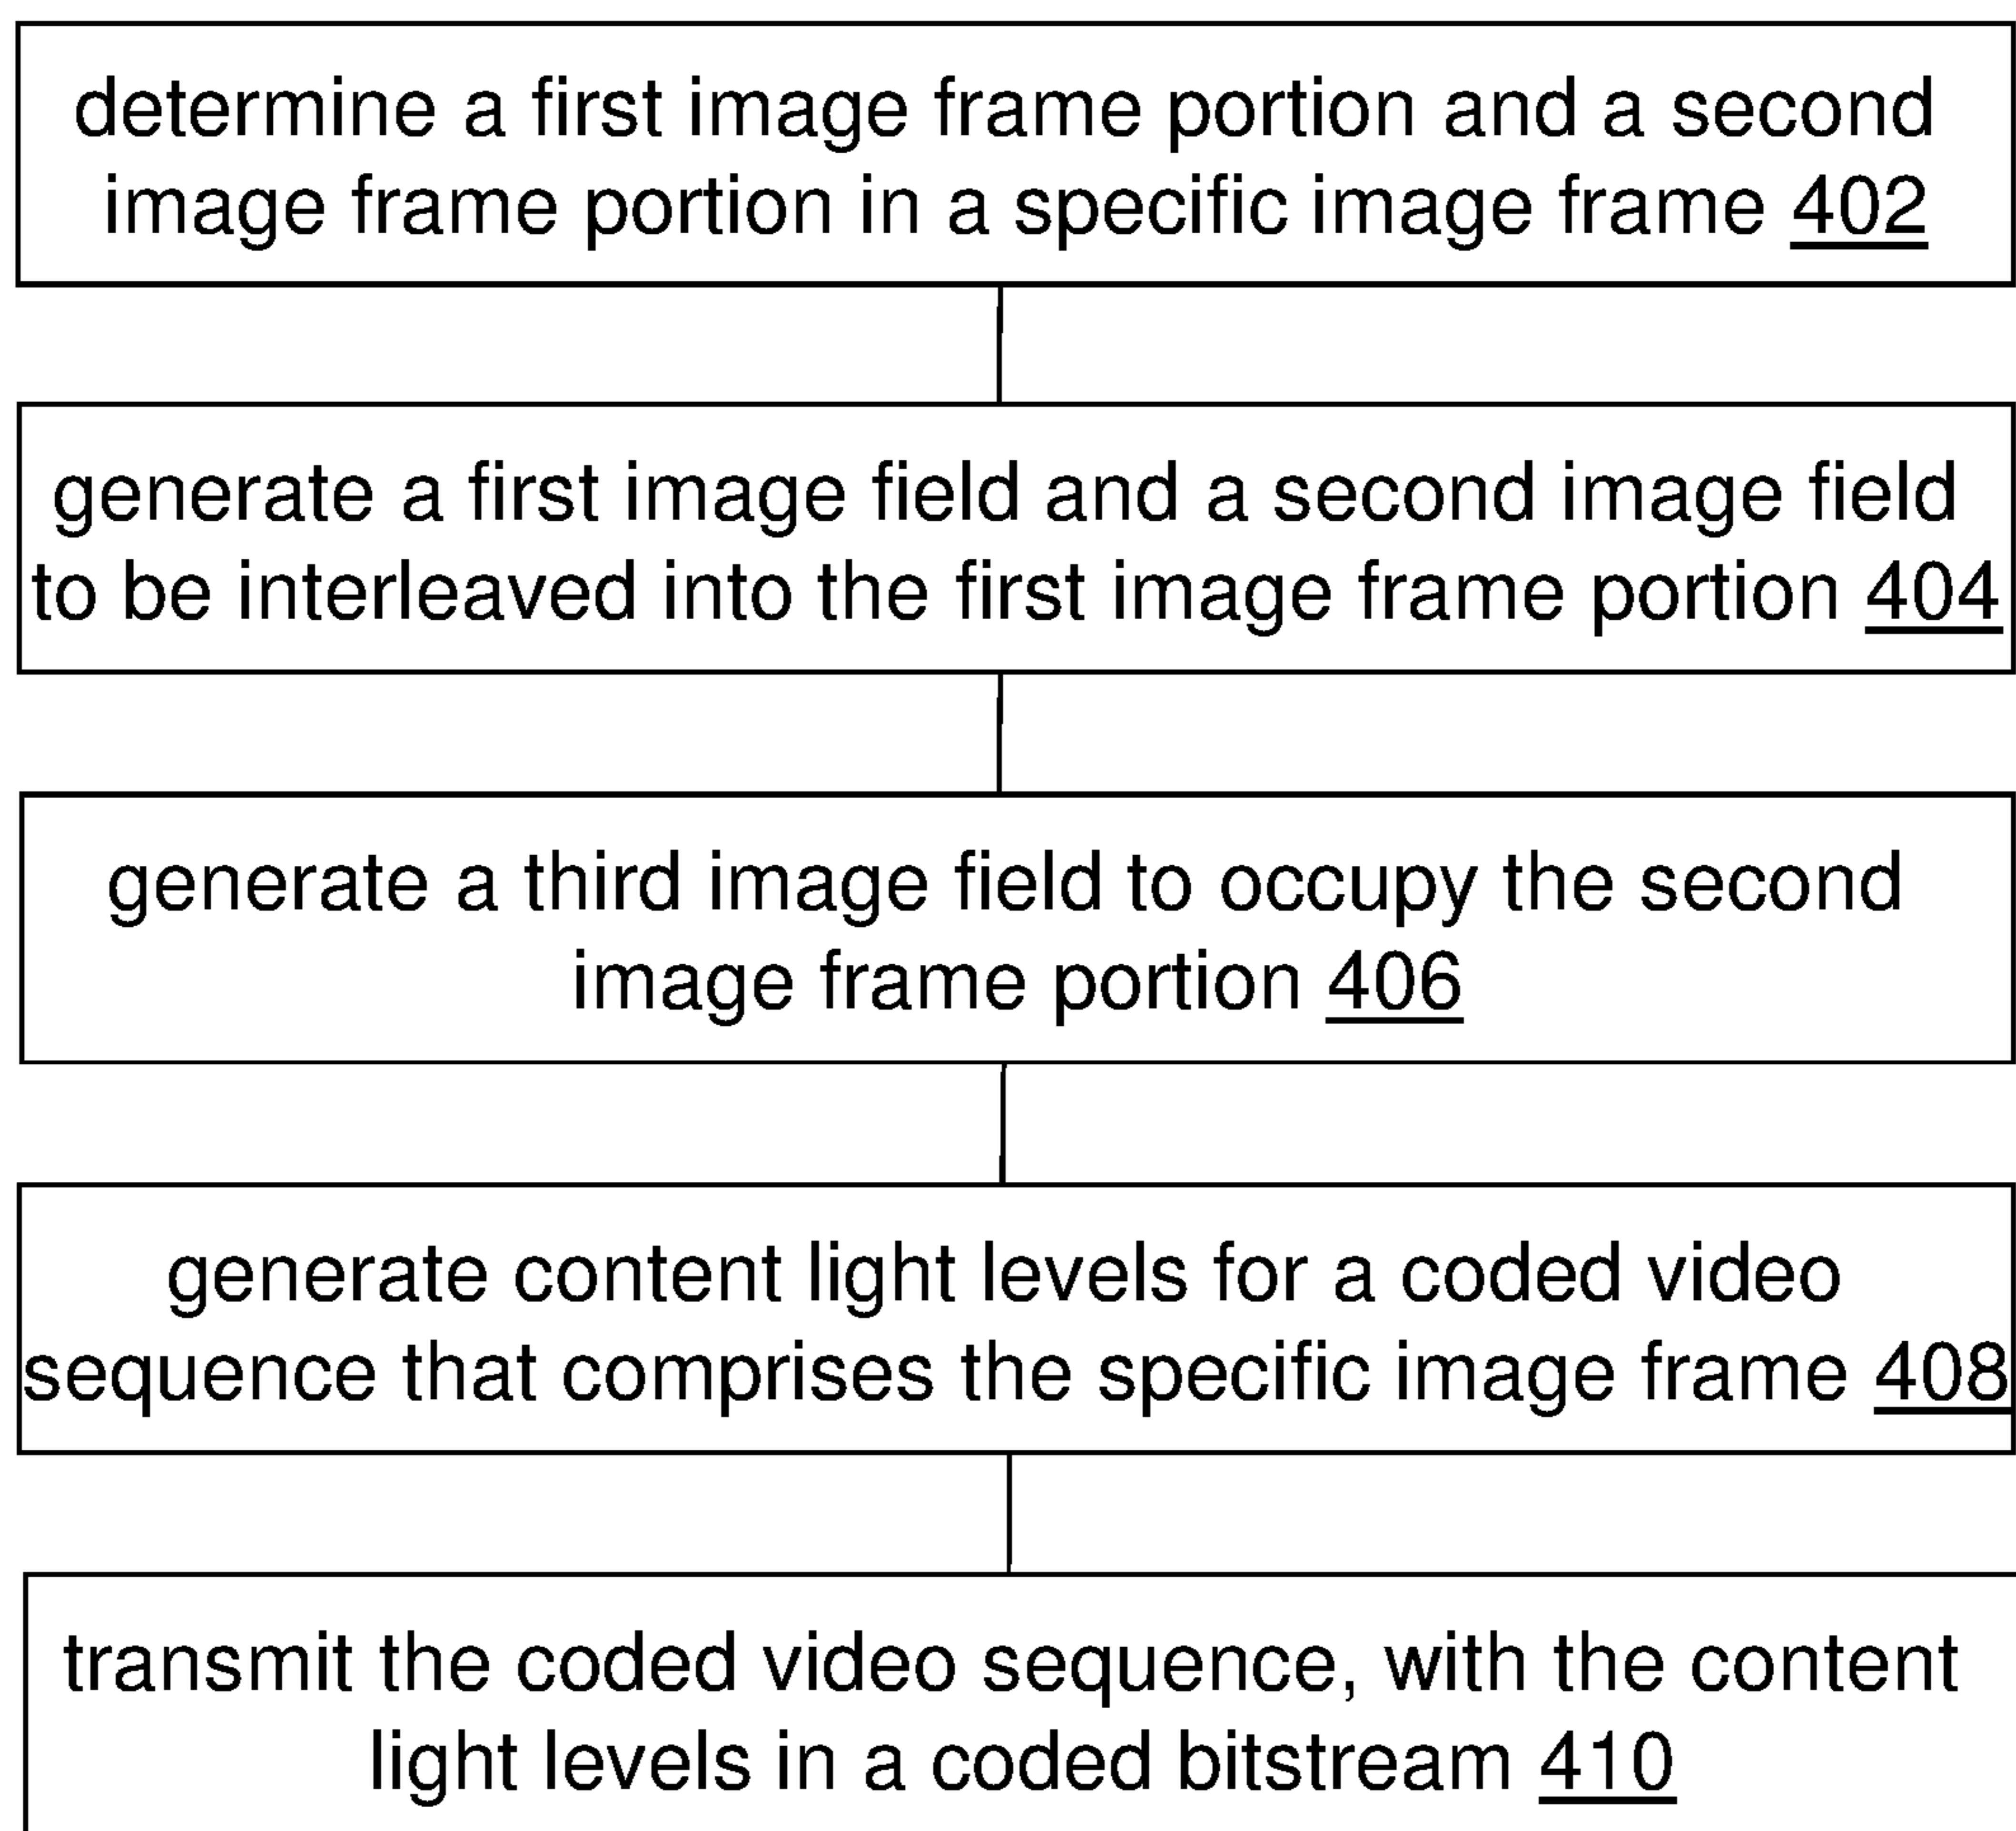 determine a first image frame portion and a second
image frame portion in a specific image frame 402
generate a first image field and a second image field
to be interleaved into the first image frame portion 404
generate a third image field to occupy the second
image frame portion 406
generate content light levels for a coded video
sequence that comprises the specific image frame 408
transmit the coded video sequence, with the content
light levels in a coded bitstream 410